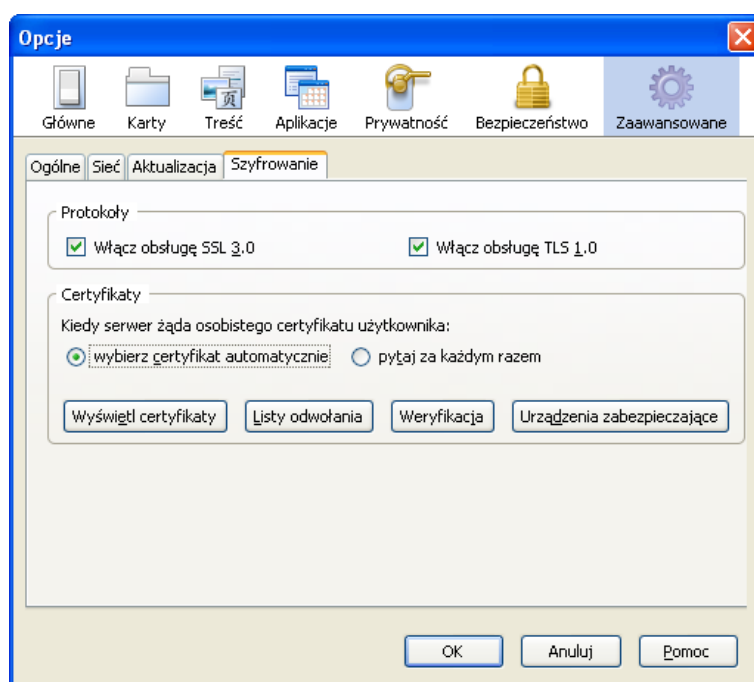 Opcje
Główne Karty Treść Aplikacje Prywatność Bezpieczeństwo Zaawansowane
Ogólne Sieć Aktualizacja Szyfrowanie
Protokoły
Włącz obsługę SSL 3.0 Włącz obsługę TLS 1.0
Certyfikaty
Kiedy serwer żąda osobistego certyfikatu użytkownika:
wybierz certyfikat automatycznie pytaj za każdym razem
Wyświetl certyfikaty Listy odwołania Weryfikacja Urządzenia zabezpieczające
OK Anuluj Pomoc